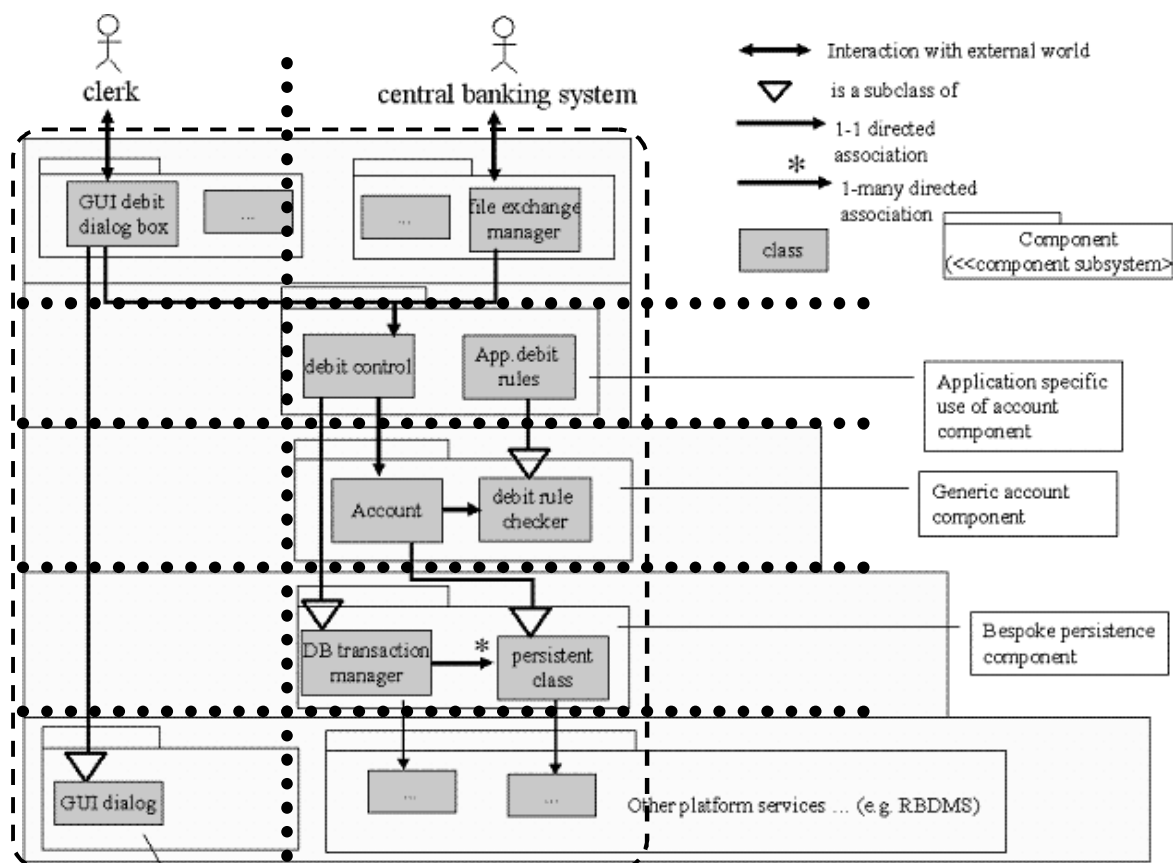 clerk
central banking system
Interaction with external world
is a subclass of
1-1 directed
association
*
1-many directed
association
class
Component
(<<component subsystem>
GUI debit
dialog box
...
...
file exchange
manager
debit control
App. debit
rules
Application specific
use of account
component
Account
debit rule
checker
Generic account
component
DB transaction
manager
*
persistent
class
Bespoke persistence
component
GUI dialog
...
...
Other platform services ... (e.g. RBDMS)